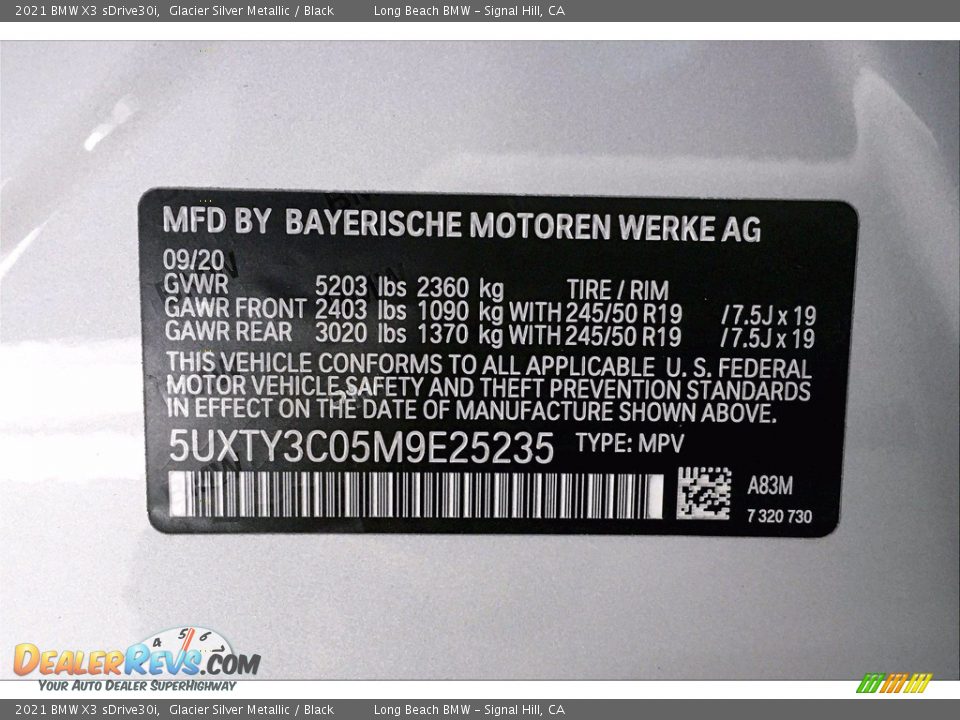 2021 BMW X3 sDrive30i, Glacier Silver Metallic / Black Long Beach BMW - Signal Hill, CA
MFD BY BAYERISCHE MOTOREN WERKE AG
09/20
GVWR 5203 lbs 2360 kg TIRE / RIM
GAWR FRONT 2403 lbs 1090 kg WITH 245/50 R19 / 7.5J x 19
GAWR REAR 3020 lbs 1370 kg WITH 245/50 R19 / 7.5J x 19
THIS VEHICLE CONFORMS TO ALL APPLICABLE U. S. FEDERAL
MOTOR VEHICLE SAFETY AND THEFT PREVENTION STANDARDS
IN EFFECT ON THE DATE OF MANUFACTURE SHOWN ABOVE.
5UXTY3C05M9E25235 TYPE: MPV
A83M
7 320 730
4 5 6
DealerRevs.com
Your Auto Dealer SuperHighway
2021 BMW X3 sDrive30i, Glacier Silver Metallic / Black Long Beach BMW - Signal Hill, CA